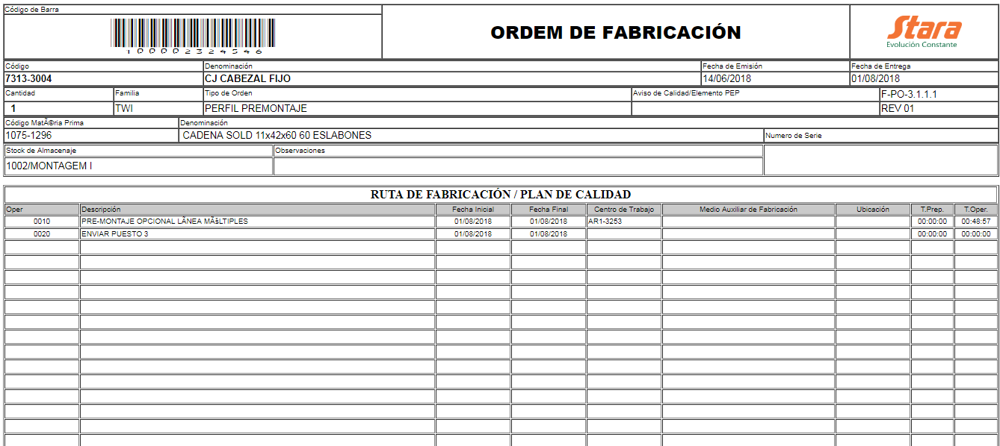 Código de Barra
100002324546
ORDEM DE FABRICACIÓN
Stara
Evolución Constante
Código Denominación Fecha de Emisión Fecha de Entrega
7313-3004 CJ CABEZAL FIJO 14/06/2018 01/08/2018
Cantidad Familia Tipo de Orden Aviso de Calidad/Elemento PEP F-PO-3.1.1.1
1 TWI PERFIL PREMONTAJE REV 01
Código MatÃ©ria Prima Denominación
1075-1296 CADENA SOLD 11x42x60 60 ESLABONES Numero de Serie
Stock de Almacenaje Observaciones
1002/MONTAGEM I
RUTA DE FABRICACIÓN / PLAN DE CALIDAD
Oper Descripción Fecha Inicial Fecha Final Centro de Trabajo Medio Auxiliar de Fabricación Ubicación T.Prep. T.Oper.
0010 PRE-MONTAJE OPCIONAL LÃNEA MÃšLTIPLES 01/08/2018 01/08/2018 AR1-3253 00:00:00 00:48:57
0020 ENVIAR PUESTO 3 01/08/2018 01/08/2018 00:00:00 00:00:00